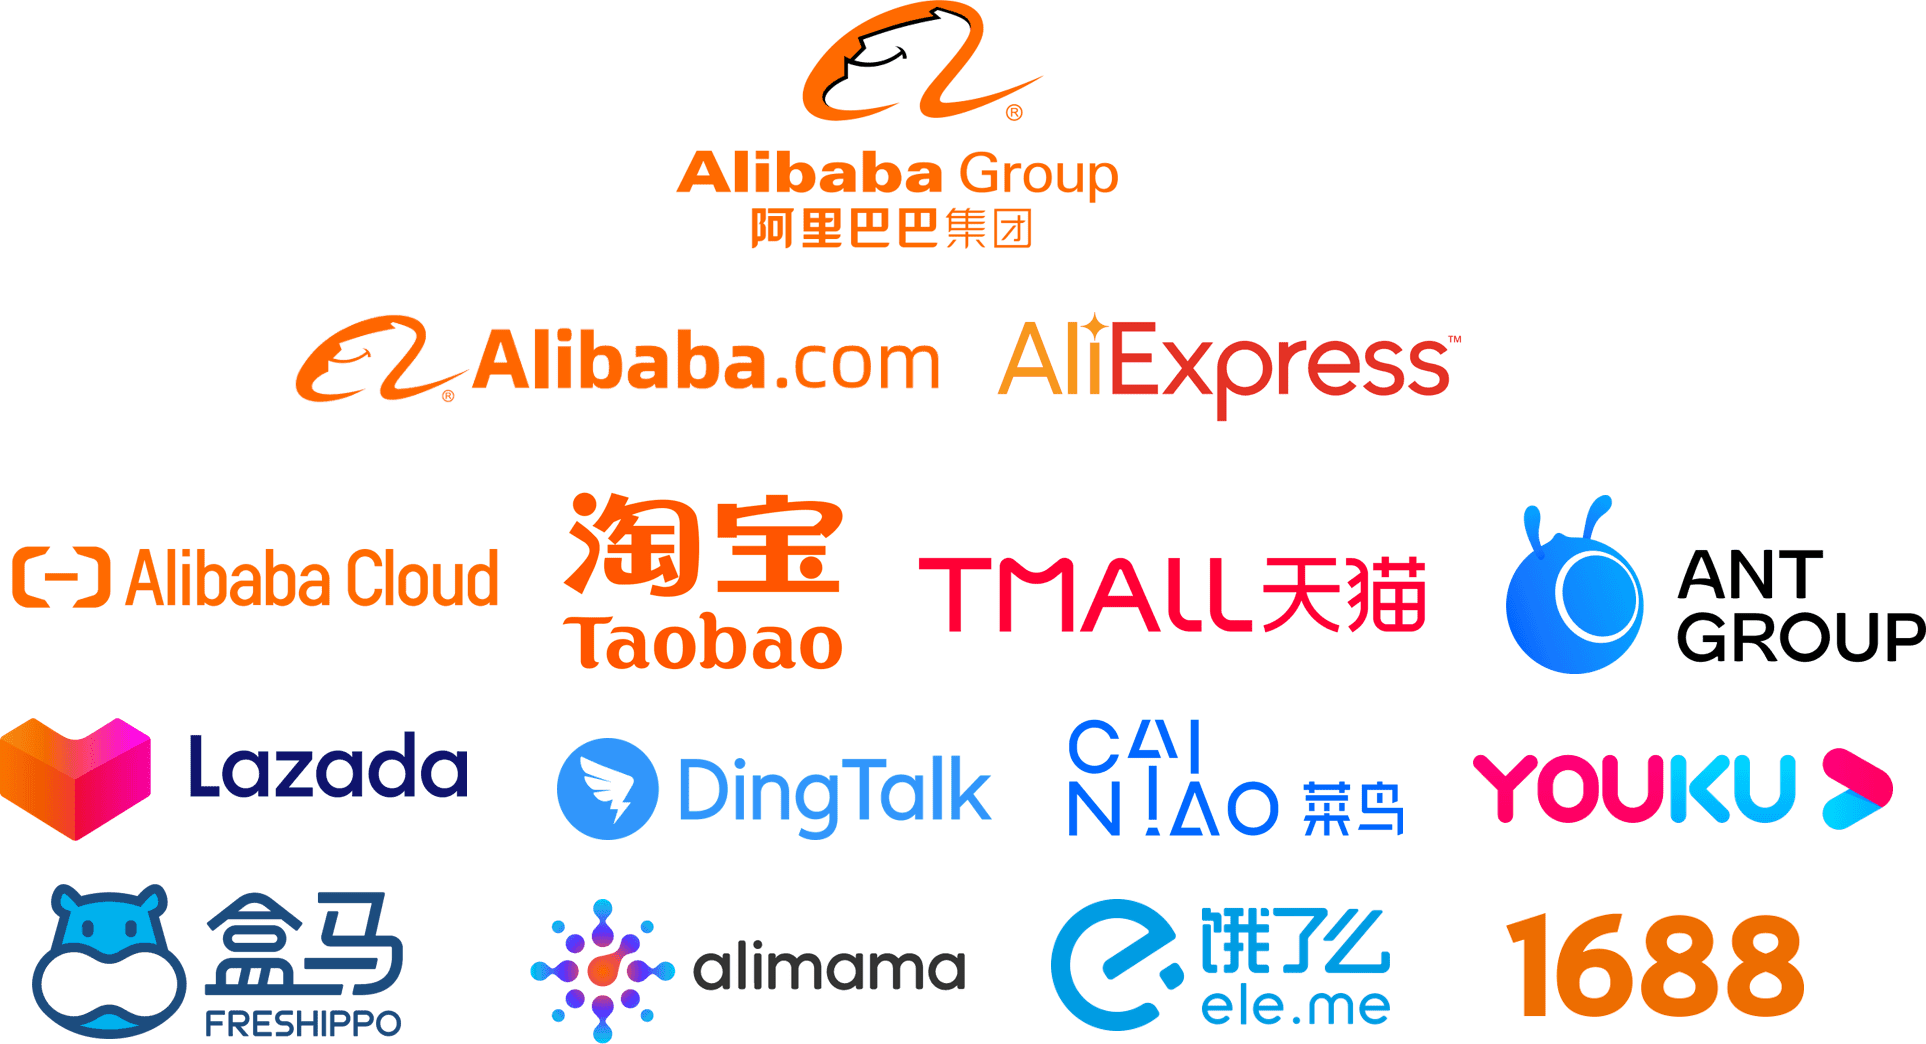 ®
Alibaba Group
阿里巴巴集团
® Alibaba.com
AliExpress™
Alibaba Cloud
淘宝
Taobao
TMALL天猫
ANT
GROUP
Lazada
DingTalk
CAI
NIAO 菜鸟
YOUKU
盒马
FRESHIPPO
alimama
饿了么
ele.me
1688